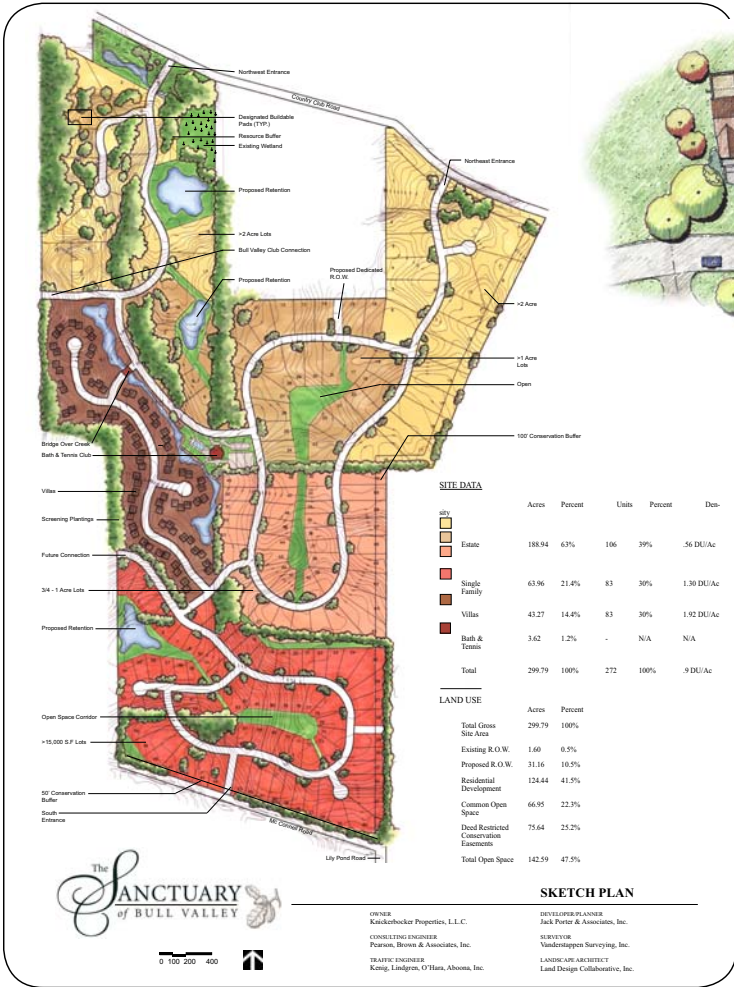 Northwest Entrance
Country Club Road
Designated Buildable
Pads (TYP.)
Resource Buffer
Existing Wetland
Northeast Entrance
Proposed Retention
>2 Acre Lots
Bull Valley Club Connection
Proposed Dedicated
R.O.W.
Proposed Retention
>2 Acre
>1 Acre
Lots
Open
100' Conservation Buffer
Bridge Over Creek
Bath & Tennis Club
Villas
Screening Plantings
Future Connection
3/4 - 1 Acre Lots
Proposed Retention
Open Space Corridor
>15,000 S.F Lots
50' Conservation
Buffer
South
Entrance
Mc Connell Road
Lily Pond Road
SITE DATA
Acres Percent Units Percent Den-
sity
Estate 188.94 63% 106 39% .56 DU/Ac
Single
Family 63.96 21.4% 83 30% 1.30 DU/Ac
Villas 43.27 14.4% 83 30% 1.92 DU/Ac
Bath &
Tennis 3.62 1.2% - N/A N/A
Total 299.79 100% 272 100% .9 DU/Ac
LAND USE
Acres Percent
Total Gross
Site Area 299.79 100%
Existing R.O.W. 1.60 0.5%
Proposed R.O.W. 31.16 10.5%
Residential
Development 124.44 41.5%
Common Open
Space 66.95 22.3%
Deed Restricted
Conservation
Easements 75.64 25.2%
Total Open Space 142.59 47.5%
The
SANCTUARY
of BULL VALLEY
0 100 200 400
SKETCH PLAN
OWNER
Knickerbocker Properties, L.L.C.
CONSULTING ENGINEER
Pearson, Brown & Associates, Inc.
TRAFFIC ENGINEER
Kenig, Lindgren, O'Hara, Aboona, Inc.
DEVELOPER/PLANNER
Jack Porter & Associates, Inc.
SURVEYOR
Vanderstappen Surveying, Inc.
LANDSCAPE ARCHITECT
Land Design Collaborative, Inc.